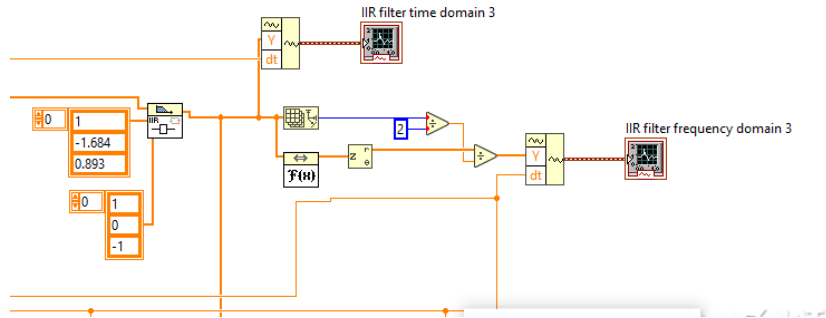 IIR filter time domain 3
Y
dt
0
1
-1.684
0.893
IIR
0
1
0
-1
2
F(x)
z
r
θ
Y
dt
IIR filter frequency domain 3